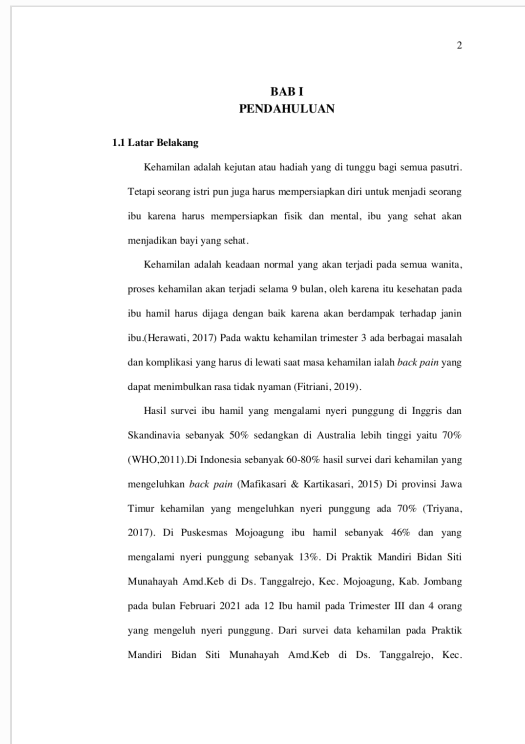 2
BAB I
PENDAHULUAN
1.1 Latar Belakang
Kehamilan adalah kejutan atau hadiah yang di tunggu bagi semua pasutri.
Tetapi seorang istri pun juga harus mempersiapkan diri untuk menjadi seorang
ibu karena harus mempersiapkan fisik dan mental, ibu yang sehat akan
menjadikan bayi yang sehat.
Kehamilan adalah keadaan normal yang akan terjadi pada semua wanita,
proses kehamilan akan terjadi selama 9 bulan, oleh karena itu kesehatan pada
ibu hamil harus dijaga dengan baik karena akan berdampak terhadap janin
ibu.(Herawati, 2017) Pada waktu kehamilan trimester 3 ada berbagai masalah
dan komplikasi yang harus di lewati saat masa kehamilan ialah back pain yang
dapat menimbulkan rasa tidak nyaman (Fitriani, 2019).
Hasil survei ibu hamil yang mengalami nyeri punggung di Inggris dan
Skandinavia sebanyak 50% sedangkan di Australia lebih tinggi yaitu 70%
(WHO,2011).Di Indonesia sebanyak 60-80% hasil survei dari kehamilan yang
mengeluhkan back pain (Mafikasari & Kartikasari, 2015) Di provinsi Jawa
Timur kehamilan yang mengeluhkan nyeri punggung ada 70% (Triyana,
2017). Di Puskesmas Mojoagung ibu hamil sebanyak 46% dan yang
mengalami nyeri punggung sebanyak 13%. Di Praktik Mandiri Bidan Siti
Munahayah Amd.Keb di Ds. Tanggalrejo, Kec. Mojoagung, Kab. Jombang
pada bulan Februari 2021 ada 12 Ibu hamil pada Trimester III dan 4 orang
yang mengeluh nyeri punggung. Dari survei data kehamilan pada Praktik
Mandiri Bidan Siti Munahayah Amd.Keb di Ds. Tanggalrejo, Kec.